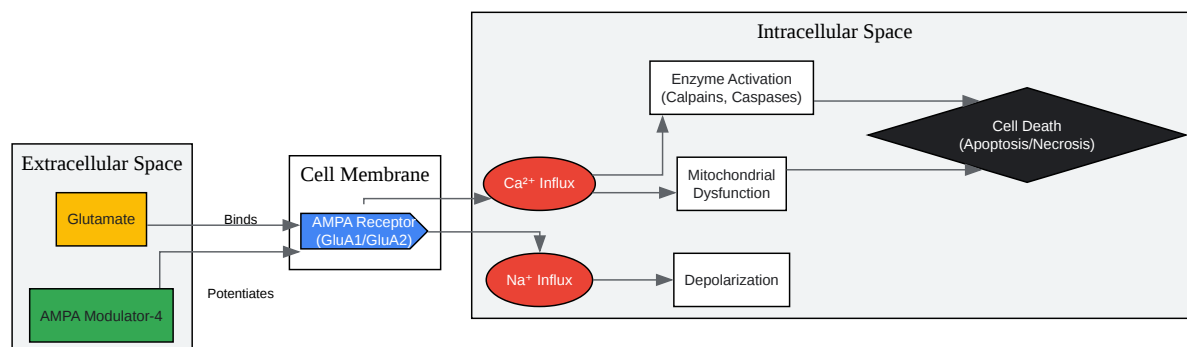 Extracellular Space
Glutamate
AMPA Modulator-4
Binds
Potentiates
Cell Membrane
AMPA Receptor
(GluA1/GluA2)
Intracellular Space
Ca²⁺ Influx
Na⁺ Influx
Enzyme Activation
(Calpains, Caspases)
Mitochondrial
Dysfunction
Depolarization
Cell Death
(Apoptosis/Necrosis)